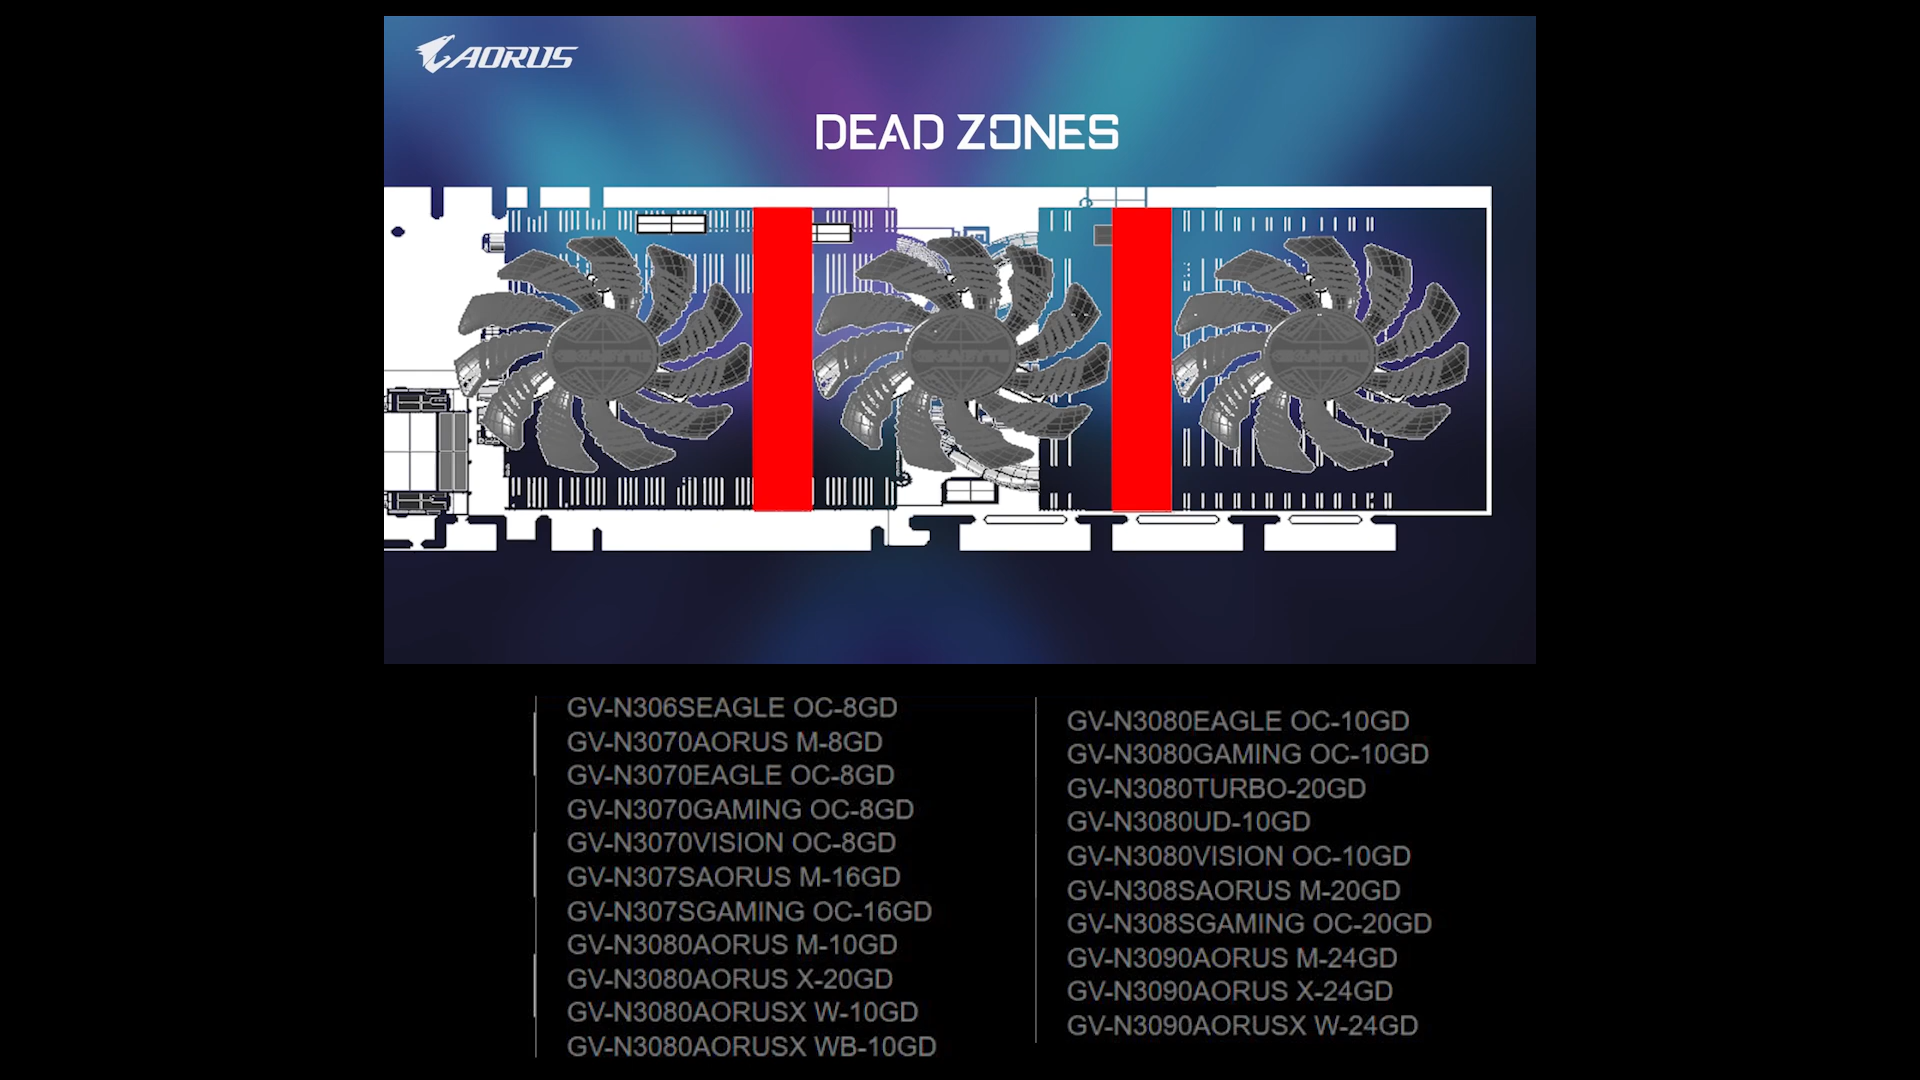 AORUS
DEAD ZONES
GIGABYTE
GIGABYTE
GIGABYTE
GV-N306SEAGLE OC-8GD
GV-N3070AORUS M-8GD
GV-N3070EAGLE OC-8GD
GV-N3070GAMING OC-8GD
GV-N3070VISION OC-8GD
GV-N307SAORUS M-16GD
GV-N307SGAMING OC-16GD
GV-N3080AORUS M-10GD
GV-N3080AORUS X-20GD
GV-N3080AORUSX W-10GD
GV-N3080AORUSX WB-10GD
GV-N3080EAGLE OC-10GD
GV-N3080GAMING OC-10GD
GV-N3080TURBO-20GD
GV-N3080UD-10GD
GV-N3080VISION OC-10GD
GV-N308SAORUS M-20GD
GV-N308SGAMING OC-20GD
GV-N3090AORUS M-24GD
GV-N3090AORUS X-24GD
GV-N3090AORUSX W-24GD